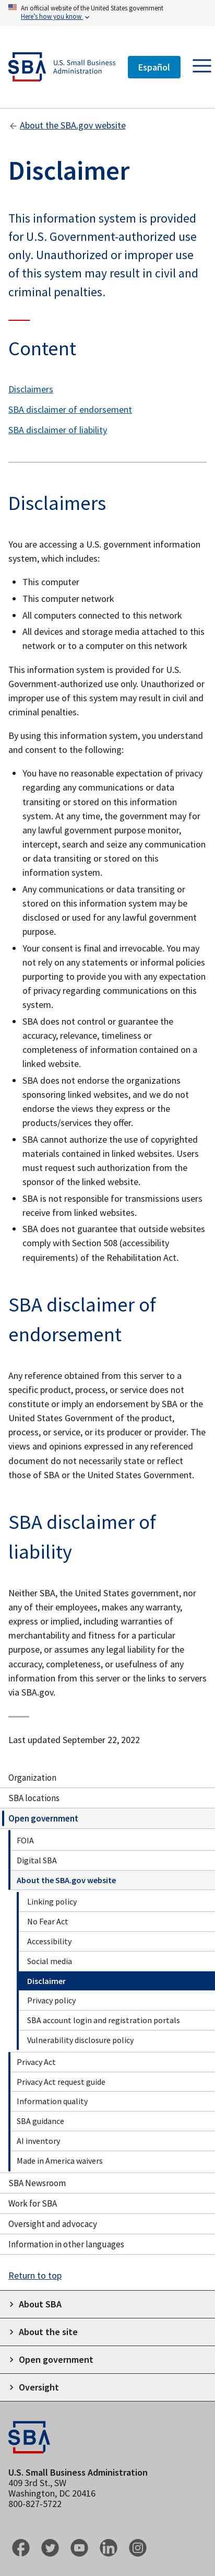 An official website of the United States government
Here's how you know
SBA
U.S. Small Business
Administration
Español
About the SBA.gov website
Disclaimer
This information system is provided
for U.S. Government-authorized use
only. Unauthorized or improper use
of this system may result in civil and
criminal penalties.
Content
Disclaimers
SBA disclaimer of endorsement
SBA disclaimer of liability
Disclaimers
You are accessing a U.S. government information
system, which includes:
• This computer
• This computer network
• All computers connected to this network
• All devices and storage media attached to this
network or to a computer on this network
This information system is provided for U.S.
Government-authorized use only. Unauthorized or
improper use of this system may result in civil and
criminal penalties.
By using this information system, you understand
and consent to the following:
• You have no reasonable expectation of privacy
regarding any communications or data
transiting or stored on this information
system. At any time, the government may for
any lawful government purpose monitor,
intercept, search and seize any communication
or data transiting or stored on this
information system.
• Any communications or data transiting or
stored on this information system may be
disclosed or used for any lawful government
purpose.
• Your consent is final and irrevocable. You may
not rely on any statements or informal policies
purporting to provide you with any expectation
of privacy regarding communications on this
system.
• SBA does not control or guarantee the
accuracy, relevance, timeliness or
completeness of information contained on a
linked website.
• SBA does not endorse the organizations
sponsoring linked websites, and we do not
endorse the views they express or the
products/services they offer.
• SBA cannot authorize the use of copyrighted
materials contained in linked websites. Users
must request such authorization from the
sponsor of the linked website.
• SBA is not responsible for transmissions users
receive from linked websites.
• SBA does not guarantee that outside websites
comply with Section 508 (accessibility
requirements) of the Rehabilitation Act.
SBA disclaimer of
endorsement
Any reference obtained from this server to a
specific product, process, or service does not
constitute or imply an endorsement by SBA or the
United States Government of the product,
process, or service, or its producer or provider. The
views and opinions expressed in any referenced
document do not necessarily state or reflect
those of SBA or the United States Government.
SBA disclaimer of
liability
Neither SBA, the United States government, nor
any of their employees, makes any warranty,
express or implied, including warranties of
merchantability and fitness for a particular
purpose, or assumes any legal liability for the
accuracy, completeness, or usefulness of any
information from this server or the links to servers
via SBA.gov.
Last updated September 22, 2022
Organization
SBA locations
Open government
FOIA
Digital SBA
About the SBA.gov website
Linking policy
No Fear Act
Accessibility
Social media
Disclaimer
Privacy policy
SBA account login and registration portals
Vulnerability disclosure policy
Privacy Act
Privacy Act request guide
Information quality
SBA guidance
AI inventory
Made in America waivers
SBA Newsroom
Work for SBA
Oversight and advocacy
Information in other languages
Return to top
About SBA
About the site
Open government
Oversight
SBA
U.S. Small Business Administration
409 3rd St., SW
Washington, DC 20416
800-827-5722